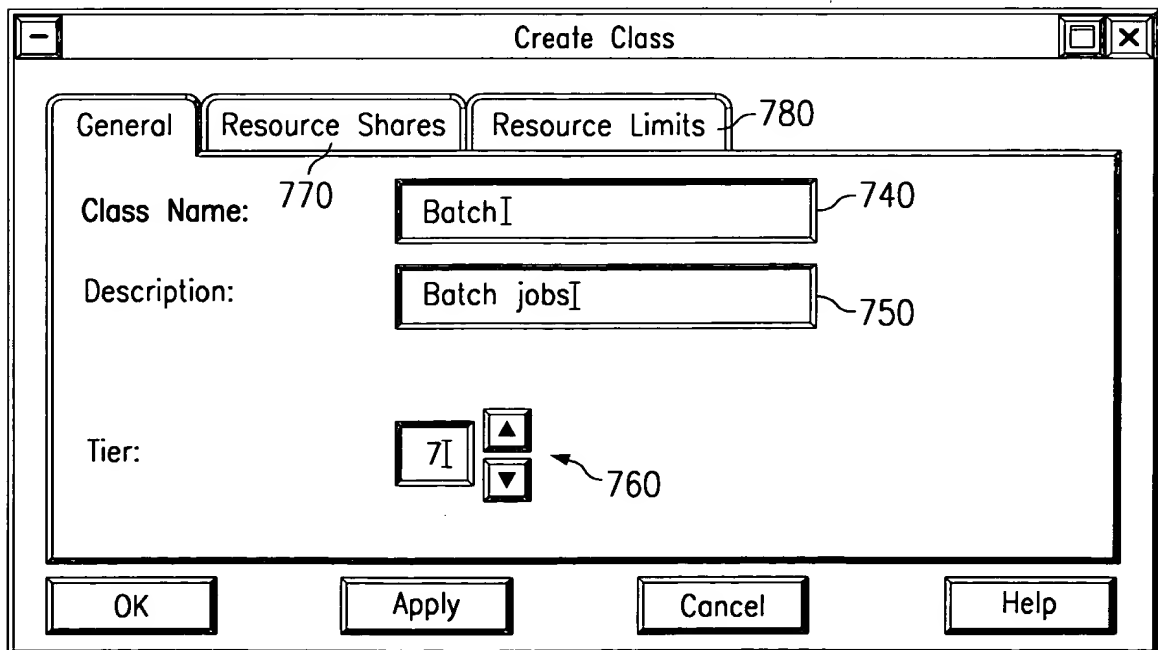 Create Class
General Resource Shares Resource Limits 780
770
Class Name: Batch 740
Description: Batch jobs 750
Tier: 7 760
OK Apply Cancel Help